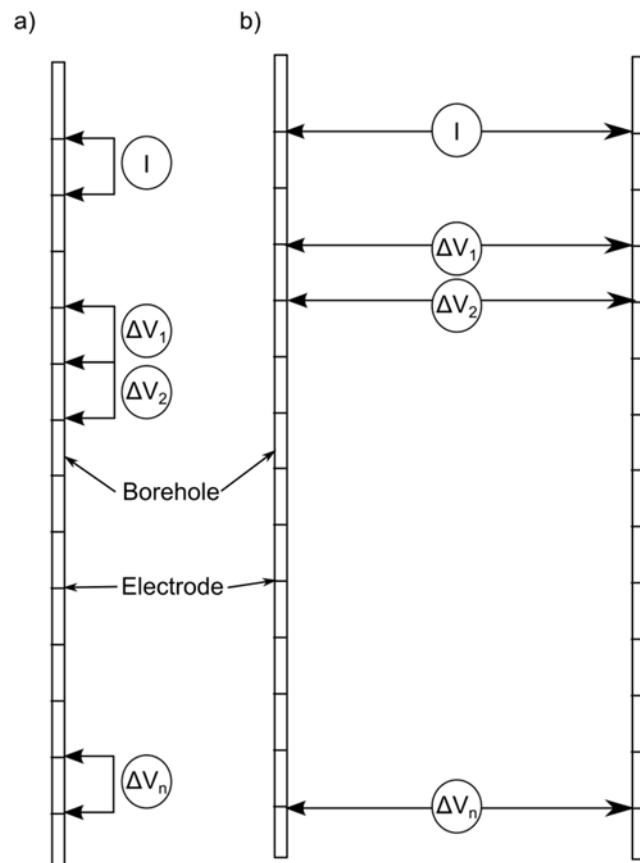 a)
b)
I
I
ΔV₁
ΔV₂
ΔV₁
ΔV₂
Borehole
Electrode
ΔVₙ
ΔVₙ